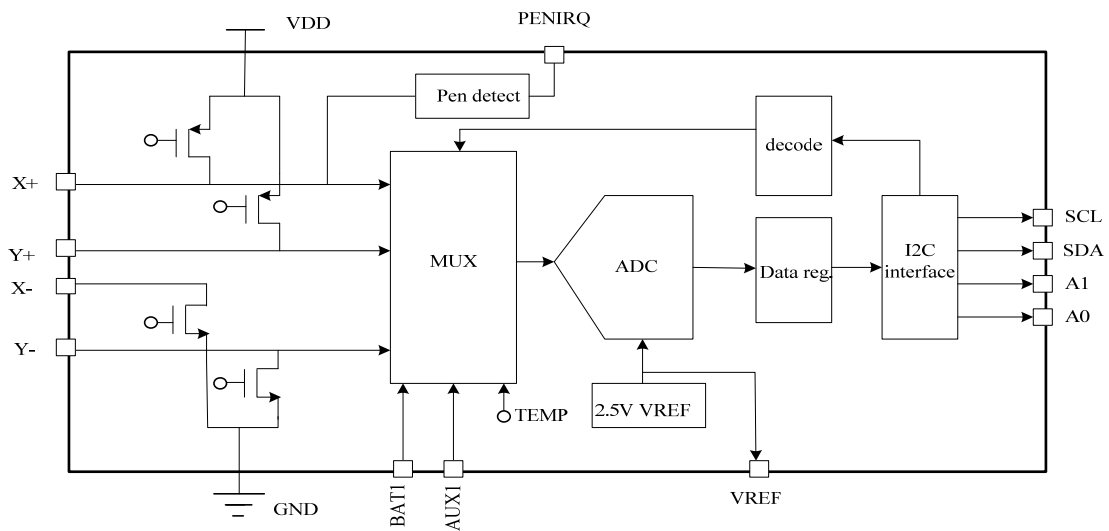 PENIRQ
VDD
Pen detect
decode
X+
SCL
Y+
MUX
ADC
Data reg.
I2C
interface
SDA
X-
A1
A0
Y-
2.5V VREF
TEMP
BAT1
AUX1
VREF
GND